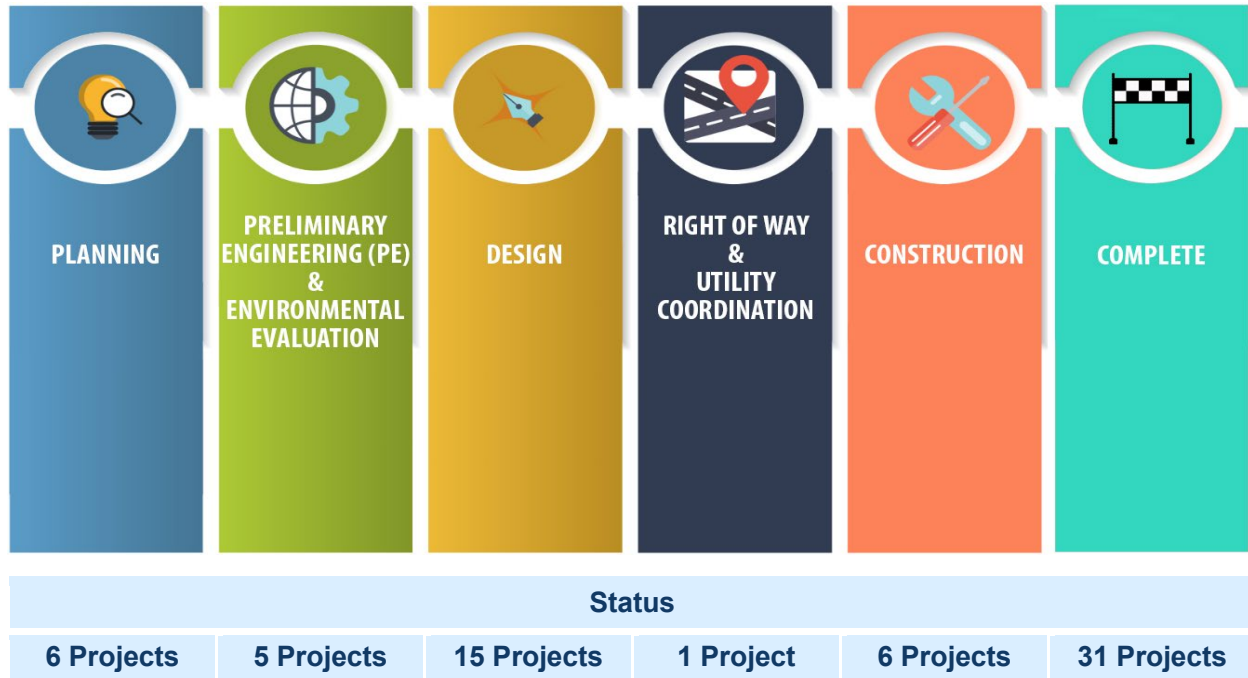 PLANNING
PRELIMINARY
ENGINEERING (PE)
&
ENVIRONMENTAL
EVALUATION
DESIGN
RIGHT OF WAY
&
UTILITY
COORDINATION
CONSTRUCTION
COMPLETE
Status
6 Projects
5 Projects
15 Projects
1 Project
6 Projects
31 Projects